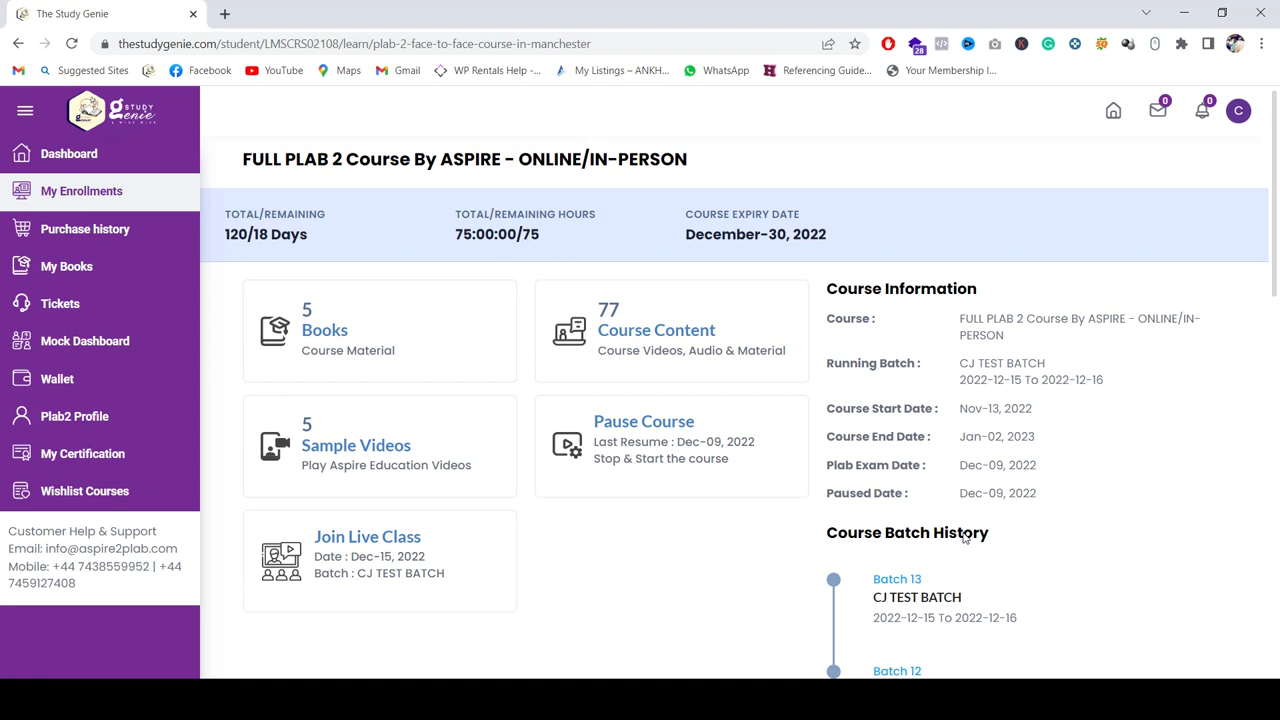 The Study Genie
thestudygenie.com/student/LMSCRS02108/learn/plab-2-face-to-face-course-in-manchester
28
Suggested Sites
Facebook
YouTube
Maps
Gmail
WP Rentals Help -...
My Listings – ANKH...
WhatsApp
Referencing Guide...
Your Membership I...
STUDY
Genie
0
0
C
Dashboard
My Enrollments
Purchase history
My Books
Tickets
Mock Dashboard
Wallet
Plab2 Profile
My Certification
Wishlist Courses
Customer Help & Support
Email: info@aspire2plab.com
Mobile: +44 7438559952 | +44
7459127408
FULL PLAB 2 Course By ASPIRE - ONLINE/IN-PERSON
TOTAL/REMAINING
120/18 Days
TOTAL/REMAINING HOURS
75:00:00/75
COURSE EXPIRY DATE
December-30, 2022
5
Books
Course Material
77
Course Content
Course Videos, Audio & Material
5
Sample Videos
Play Aspire Education Videos
Pause Course
Last Resume : Dec-09, 2022
Stop & Start the course
Join Live Class
Date : Dec-15, 2022
Batch : CJ TEST BATCH
Course Information
Course : FULL PLAB 2 Course By ASPIRE - ONLINE/IN-
PERSON
Running Batch : CJ TEST BATCH
2022-12-15 To 2022-12-16
Course Start Date : Nov-13, 2022
Course End Date : Jan-02, 2023
Plab Exam Date : Dec-09, 2022
Paused Date : Dec-09, 2022
Course Batch History
Batch 13
CJ TEST BATCH
2022-12-15 To 2022-12-16
Batch 12